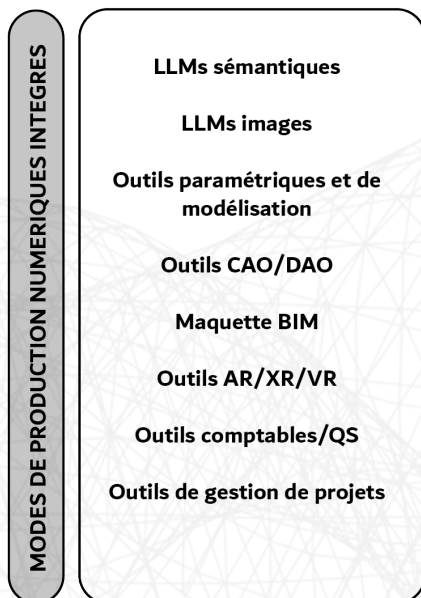 MODES DE PRODUCTION NUMERIQUES INTEGRES
LLMs sémantiques
LLMs images
Outils paramétriques et de
modélisation
Outils CAO/DAO
Maquette BIM
Outils AR/XR/VR
Outils comptables/QS
Outils de gestion de projets